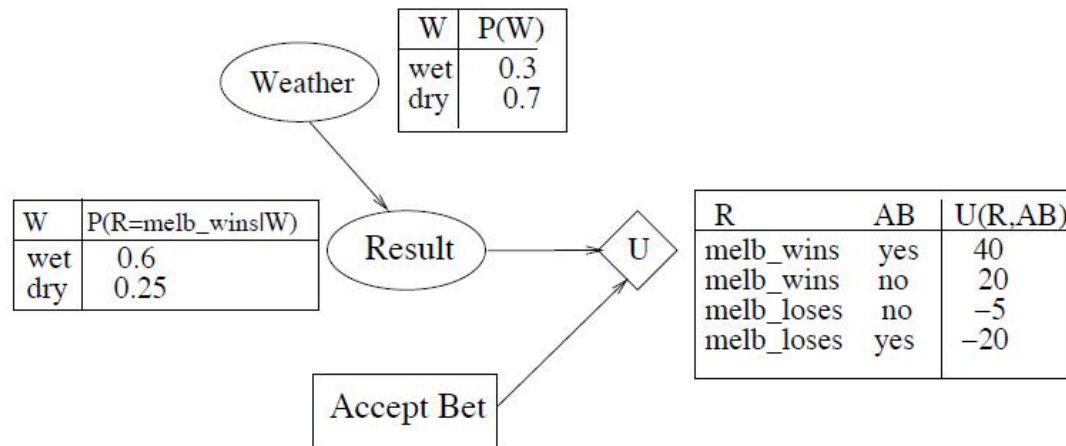 W P(W)
wet 0.3
dry 0.7
Weather
W P(R=melb_wins|W)
wet 0.6
dry 0.25
Result
U
R AB U(R,AB)
melb_wins yes 40
melb_wins no 20
melb_loses no −5
melb_loses yes −20
Accept Bet